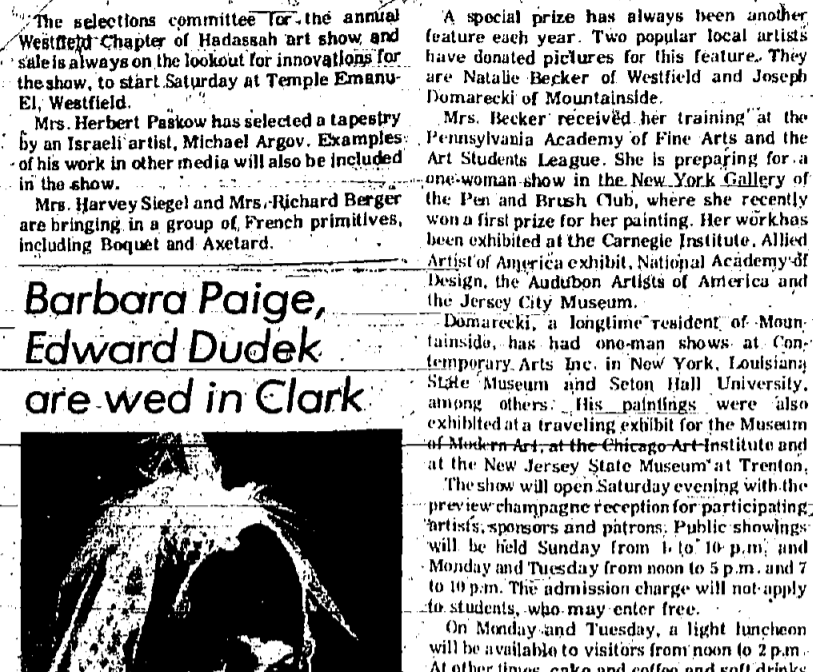 The selections committee for the annual
Westfield Chapter of Hadassah art show and
sale is always on the lookout for innovations for
the show, to start Saturday at Temple Emanu-
El, Westfield.
Mrs. Herbert Paskow has selected a tapestry
by an Israeli artist, Michael Argov. Examples
of his work in other media will also be included
in the show.
Mrs. Harvey Siegel and Mrs. Richard Berger
are bringing in a group of French primitives,
including Boquet and Axetard.
Barbara Paige,
Edward Dudek
are wed in Clark
A special prize has always been another
feature each year. Two popular local artists
have donated pictures for this feature. They
are Natalie Becker of Westfield and Joseph
Domarecki of Mountainside.
Mrs. Becker received her training at the
Pennsylvania Academy of Fine Arts and the
Art Students League. She is preparing for a
one-woman show in the New York Gallery of
the Pen and Brush Club, where she recently
won a first prize for her painting. Her work has
been exhibited at the Carnegie Institute, Allied
Artist of America exhibit, National Academy of
Design, the Audubon Artists of America and
the Jersey City Museum.
Domarecki, a longtime resident of Moun-
tainside, has had one-man shows at Con-
temporary Arts Inc. in New York, Louisiana
State Museum and Seton Hall University,
among others. His paintings were also
exhibited at a traveling exhibit for the Museum
of Modern Art, at the Chicago Art Institute and
at the New Jersey State Museum at Trenton.
The show will open Saturday evening with the
preview champagne reception for participating
artists, sponsors and patrons. Public showings
will be held Sunday from 1 to 10 p.m. and
Monday and Tuesday from noon to 5 p.m. and 7
to 10 p.m. The admission charge will not apply
to students, who may enter free.
On Monday and Tuesday, a light luncheon
will be available to visitors from noon to 2 p.m.
At other times, cake and coffee and soft drinks